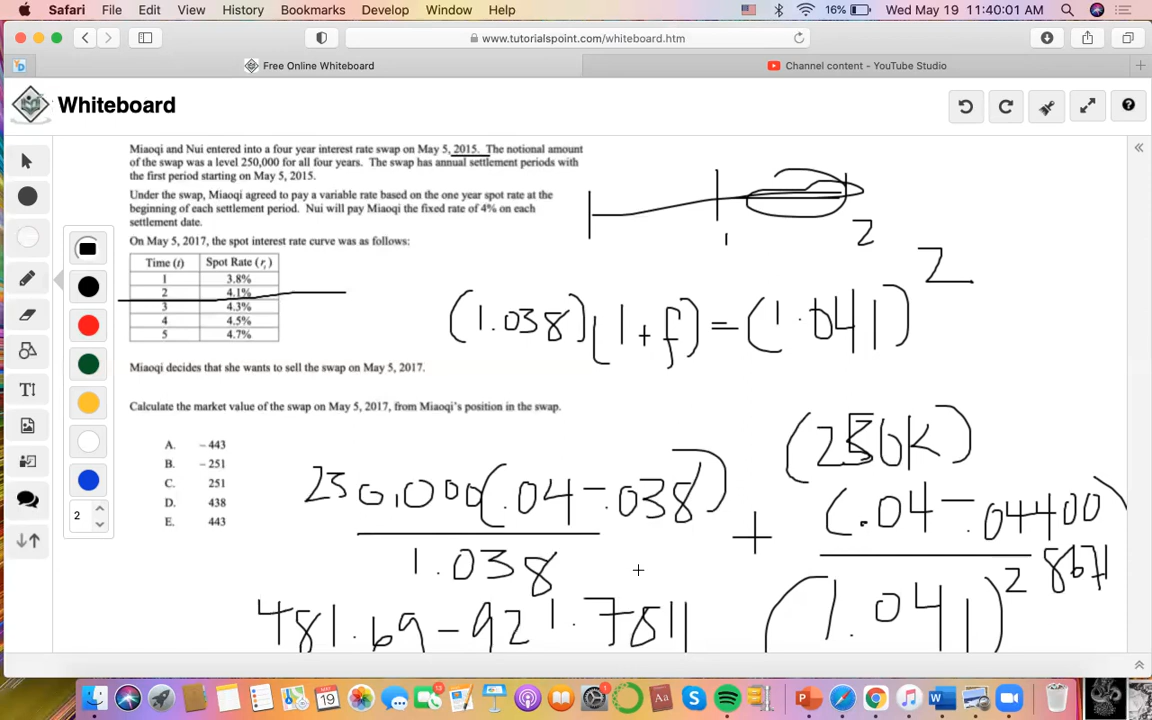 Safari File Edit View History Bookmarks Develop Window Help 16% Wed May 19 11:40:01 AM
www.tutorialspoint.com/whiteboard.htm
Free Online Whiteboard Channel content - YouTube Studio
Whiteboard
Miaoqi and Nui entered into a four year interest rate swap on May 5, 2015. The notional amount
of the swap was a level 250,000 for all four years. The swap has annual settlement periods with
the first period starting on May 5, 2015.
Under the swap, Miaoqi agreed to pay a variable rate based on the one year spot rate at the
beginning of each settlement period. Nui will pay Miaoqi the fixed rate of 4% on each
settlement date.
On May 5, 2017, the spot interest rate curve was as follows:
Time (t) Spot Rate (rt)
1 3.8%
2 4.1%
3 4.3%
4 4.5%
5 4.7%
Miaoqi decides that she wants to sell the swap on May 5, 2017.
Calculate the market value of the swap on May 5, 2017, from Miaoqi's position in the swap.
A. - 443
B. - 251
C. 251
D. 438
E. 443
1 2
(1.038)(1+f)=(1.041)2
250,000(.04-.038)
1.038
+
(250K)
(.04-.04400
8671
(1.041)2
481.69-921.7811
2